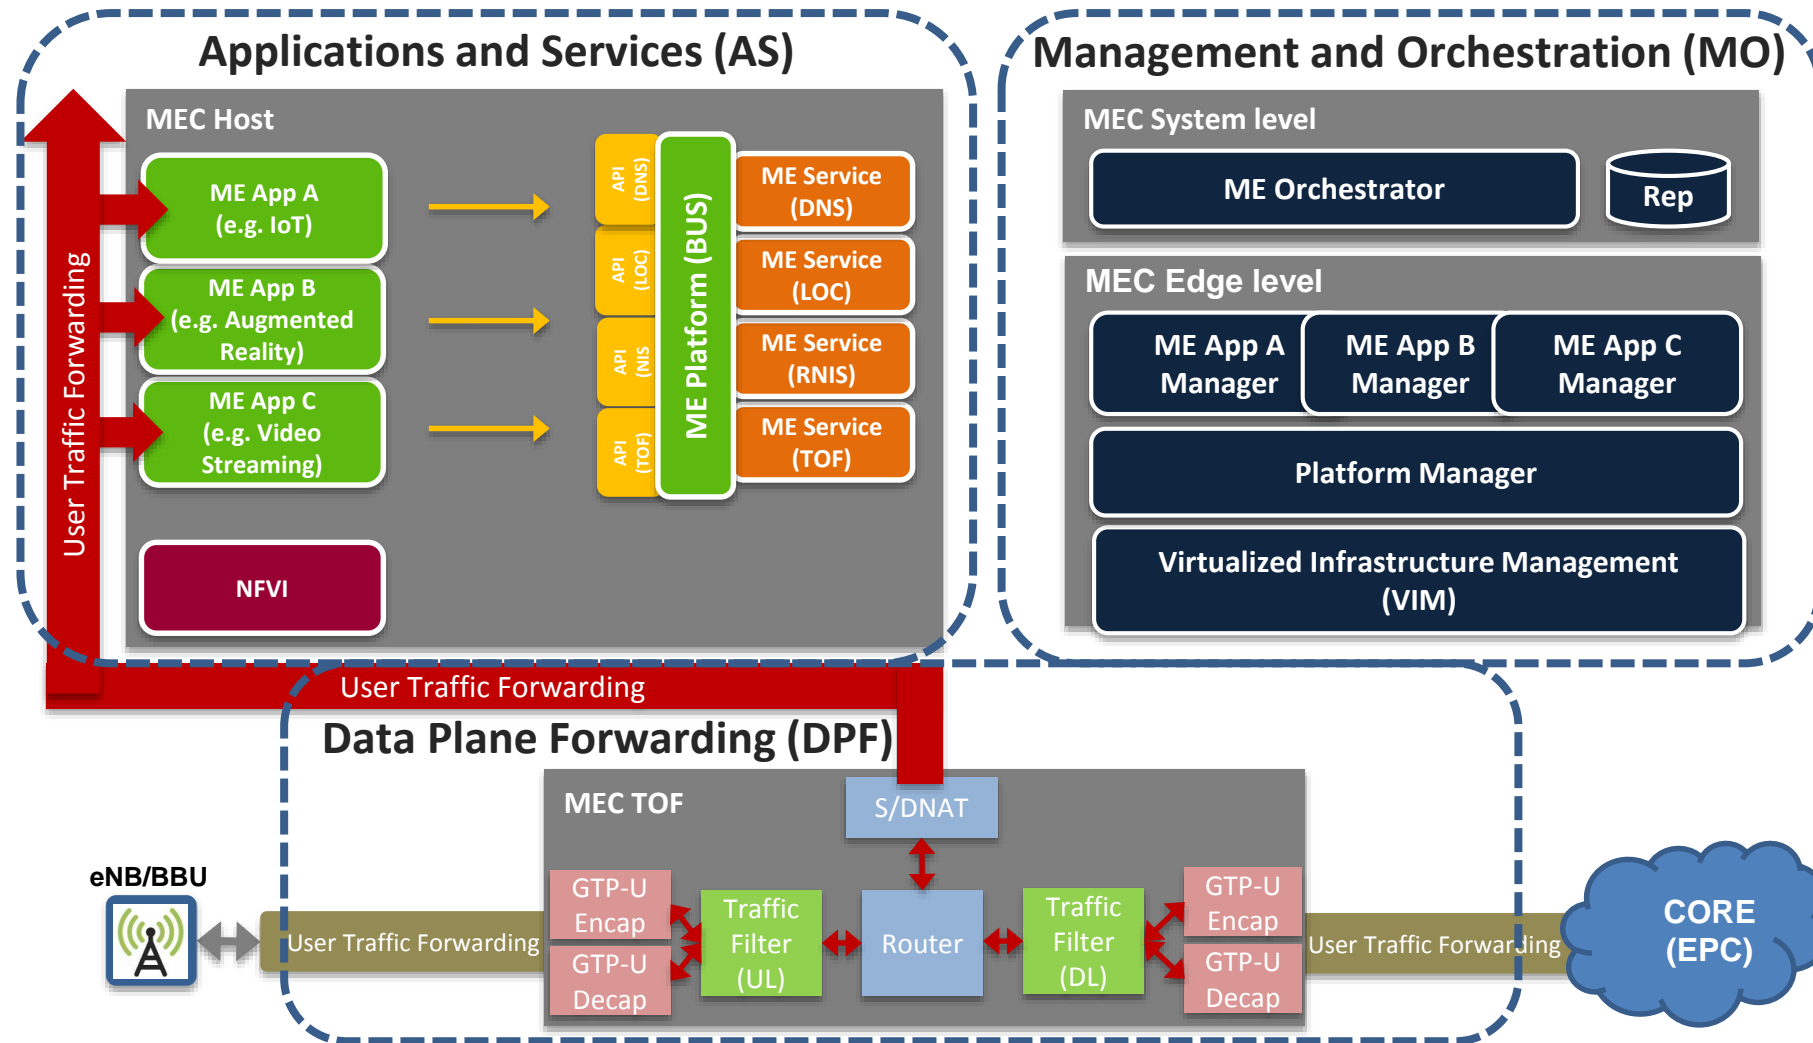 Applications and Services (AS)
MEC Host
User Traffic Forwarding
ME App A
(e.g. IoT)
ME App B
(e.g. Augmented
Reality)
ME App C
(e.g. Video
Streaming)
NFVI
API
(DNS)
API
(LOC)
API
(NIS
API
(TOF)
ME Platform (BUS)
ME Service
(DNS)
ME Service
(LOC)
ME Service
(RNIS)
ME Service
(TOF)
Management and Orchestration (MO)
MEC System level
ME Orchestrator
Rep
MEC Edge level
ME App A
Manager
ME App B
Manager
ME App C
Manager
Platform Manager
Virtualized Infrastructure Management
(VIM)
User Traffic Forwarding
Data Plane Forwarding (DPF)
MEC TOF
S/DNAT
eNB/BBU
User Traffic Forwarding
GTP-U
Encap
GTP-U
Decap
Traffic
Filter
(UL)
Router
Traffic
Filter
(DL)
GTP-U
Encap
GTP-U
Decap
User Traffic Forwarding
CORE
(EPC)